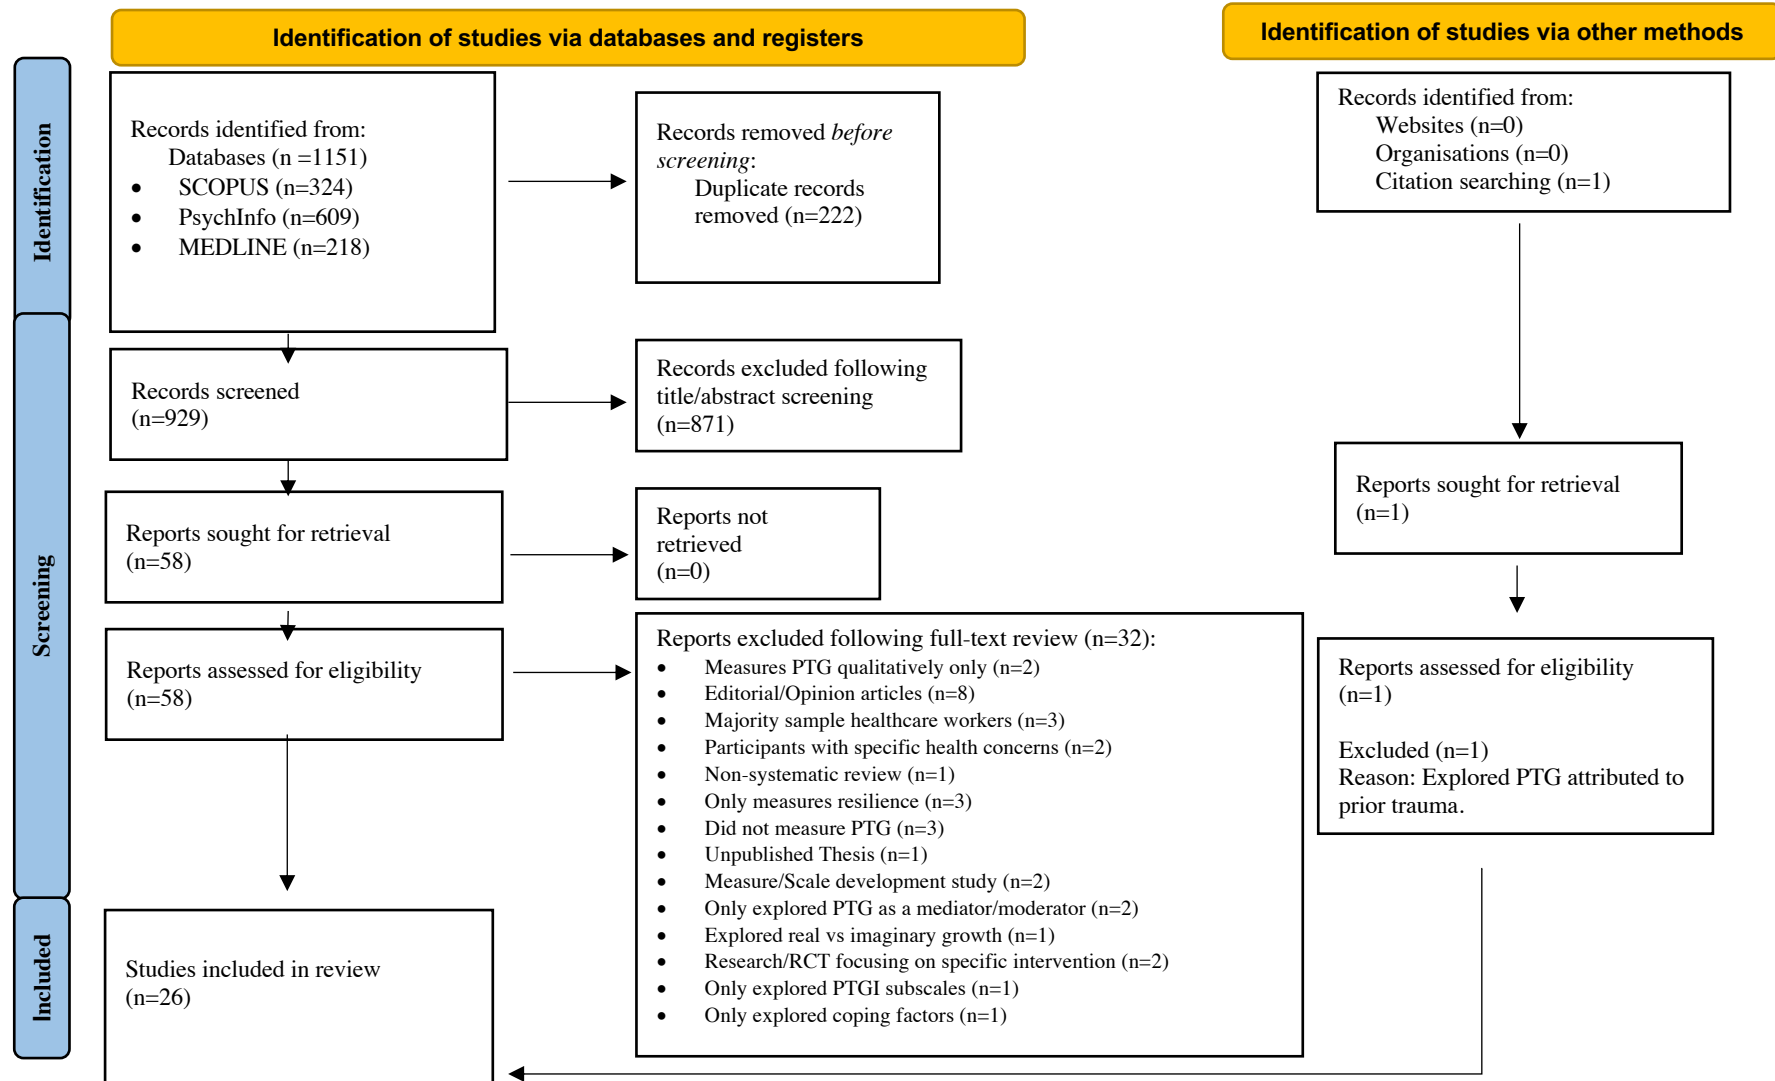 Identification of studies via databases and registers
Identification of studies via other methods
Identification
Records identified from:
Databases (n =1151)
• SCOPUS (n=324)
• PsychInfo (n=609)
• MEDLINE (n=218)
Records removed before
screening:
Duplicate records
removed (n=222)
Records identified from:
Websites (n=0)
Organisations (n=0)
Citation searching (n=1)
Screening
Records screened
(n=929)
Records excluded following
title/abstract screening
(n=871)
Reports sought for retrieval
(n=58)
Reports not
retrieved
(n=0)
Reports sought for retrieval
(n=1)
Reports assessed for eligibility
(n=58)
Reports excluded following full-text review (n=32):
• Measures PTG qualitatively only (n=2)
• Editorial/Opinion articles (n=8)
• Majority sample healthcare workers (n=3)
• Participants with specific health concerns (n=2)
• Non-systematic review (n=1)
• Only measures resilience (n=3)
• Did not measure PTG (n=3)
• Unpublished Thesis (n=1)
• Measure/Scale development study (n=2)
• Only explored PTG as a mediator/moderator (n=2)
• Explored real vs imaginary growth (n=1)
• Research/RCT focusing on specific intervention (n=2)
• Only explored PTGI subscales (n=1)
• Only explored coping factors (n=1)
Reports assessed for eligibility
(n=1)
Excluded (n=1)
Reason: Explored PTG attributed to
prior trauma.
Included
Studies included in review
(n=26)